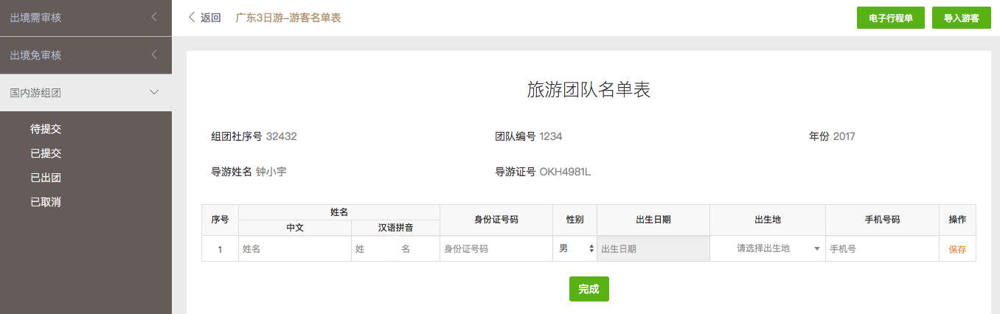 出境需审核
出境免审核
国内游组团
待提交
已提交
已出团
已取消
返回 广东3日游-游客名单表 电子行程单 导入游客
旅游团队名单表
组团社序号 32432 团队编号 1234 年份 2017
导游姓名 钟小宇 导游证号 OKH4981L
序号 姓名 身份证号码 性别 出生日期 出生地 手机号码 操作
中文 汉语拼音
1 姓名 姓 名 身份证号码 男 出生日期 请选择出生地 手机号 保存
完成